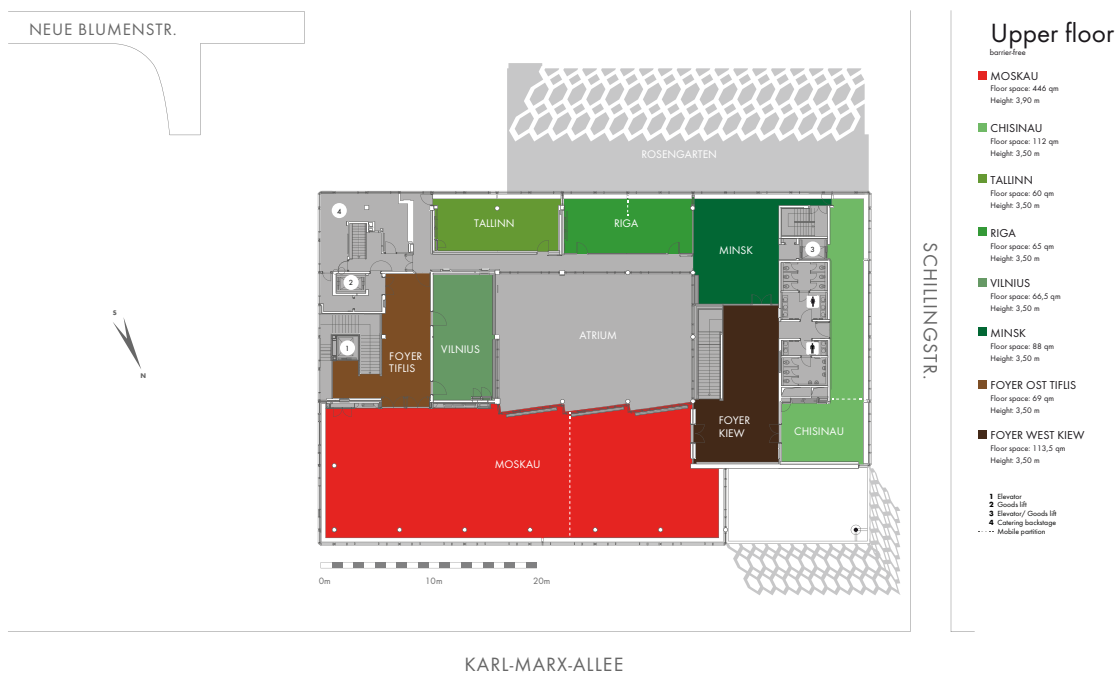 NEUE BLUMENSTR.
ROSENGARTEN
4
TALLINN
RIGA
MINSK
3
2
1
FOYER
TIFLIS
VILNIUS
ATRIUM
FOYER
KIEW
CHISINAU
MOSKAU
S
N
0m
10m
20m
SCHILLINGSTR.
KARL-MARX-ALLEE
Upper floor
barrier-free
MOSKAU
Floor space: 446 qm
Height: 3,90 m
CHISINAU
Floor space: 112 qm
Height: 3,50 m
TALLINN
Floor space: 60 qm
Height: 3,50 m
RIGA
Floor space: 65 qm
Height: 3,50 m
VILNIUS
Floor space: 66,5 qm
Height: 3,50 m
MINSK
Floor space: 88 qm
Height: 3,50 m
FOYER OST TIFLIS
Floor space: 69 qm
Height: 3,50 m
FOYER WEST KIEW
Floor space: 113,5 qm
Height: 3,50 m
1 Elevator
2 Goods lift
3 Elevator/ Goods lift
4 Catering backstage
Mobile partition